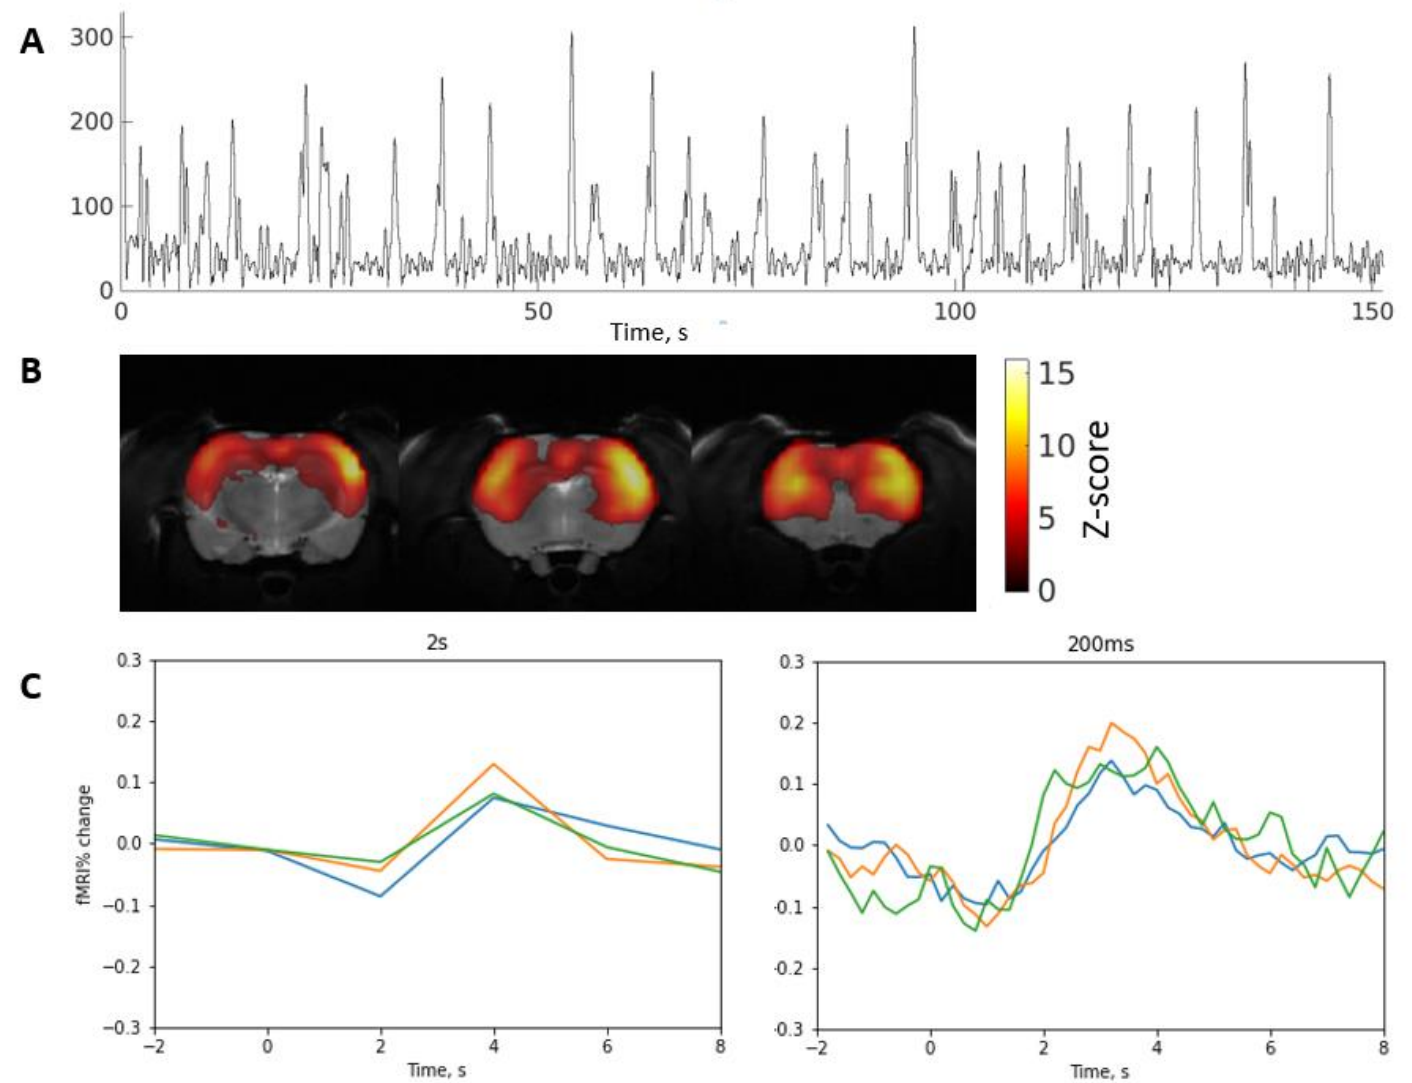 A
300
200
100
0
0 50 100 150
Time, s
B
15
10
5
0
Z-score
2s 200ms
C
0.3 0.3
0.2 0.2
0.1 0.1
0.0 0.0
−0.1 -0.1
−0.2 -0.2
−0.3 -0.3
fMRI% change
−2 0 2 4 6 8 −2 0 2 4 6 8
Time, s Time, s